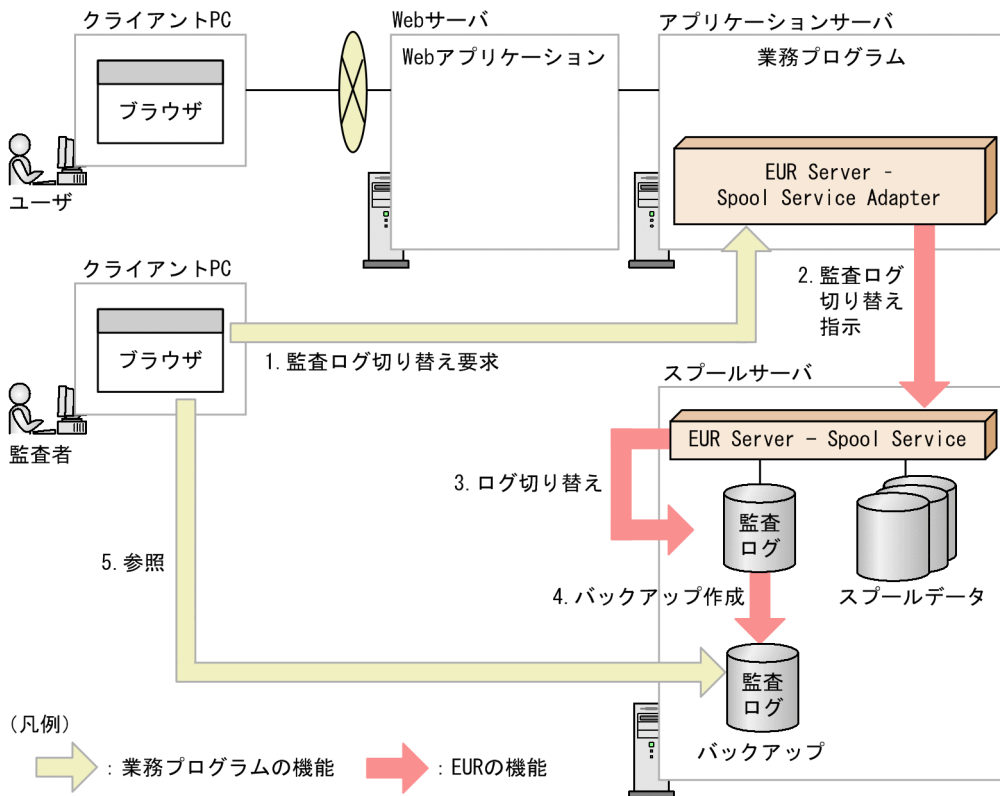 クライアントPC
ブラウザ
ユーザ
Webサーバ
Webアプリケーション
アプリケーションサーバ
業務プログラム
EUR Server -
Spool Service Adapter
クライアントPC
ブラウザ
監査者
1.監査ログ切り替え要求
2.監査ログ
切り替え
指示
スプールサーバ
EUR Server - Spool Service
3.ログ切り替え
監査
ログ
スプールデータ
4.バックアップ作成
5.参照
監査
ログ
バックアップ
(凡例)
：業務プログラムの機能
：EURの機能